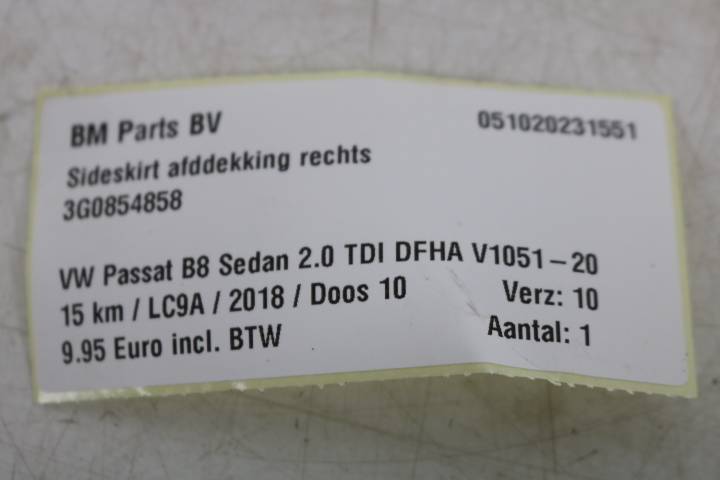 BM Parts BV 051020231551
Sideskirt afddekking rechts
3G0854858
VW Passat B8 Sedan 2.0 TDI DFHA V1051-20
15 km / LC9A / 2018 / Doos 10 Verz: 10
9.95 Euro incl. BTW Aantal: 1